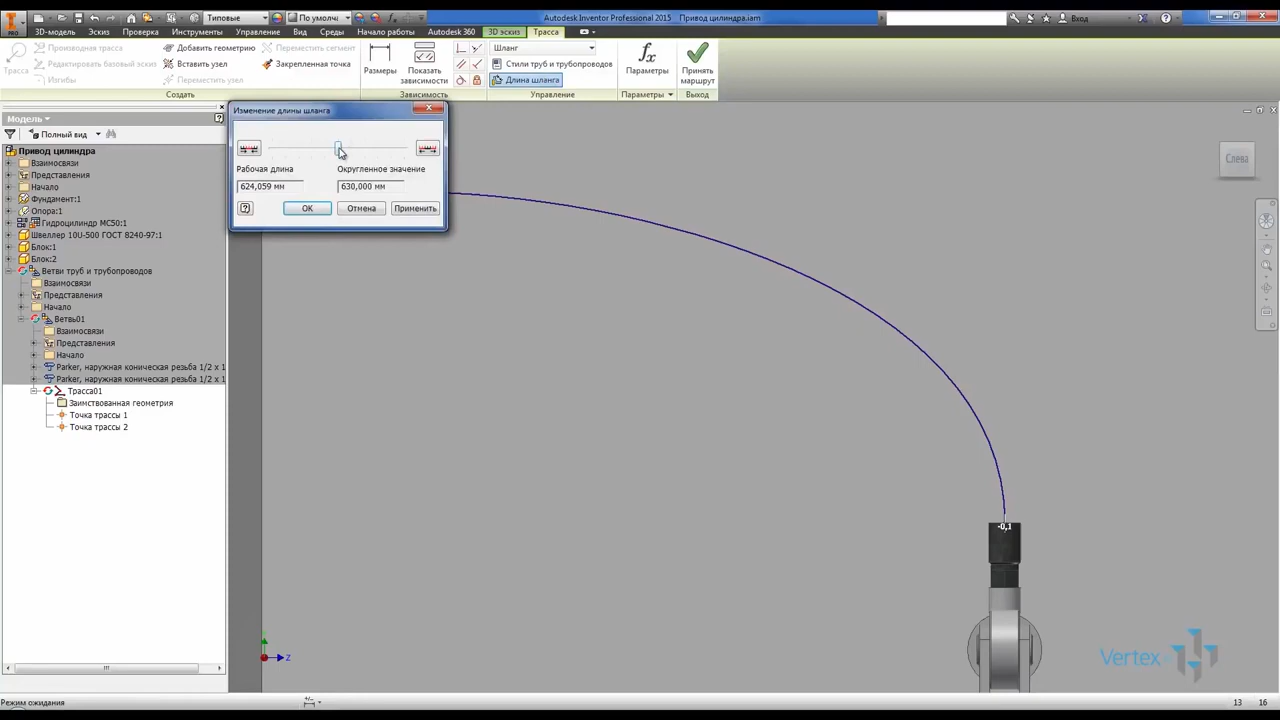 Типовые
По умолч
Autodesk Inventor Professional 2015 Привод цилиндра.iam
Вход
PRO
3D-модель Эскиз Проверка Инструменты Управление Вид Среды Начало работы Autodesk 360 3D эскиз Трасса
Трасса
Производная трасса
Редактировать базовый эскиз
Изгибы
Добавить геометрию
Вставить узел
Переместить узел
Переместить сегмент
Закрепленная точка
Создать
Размеры
Показать зависимости
Зависимость
Шланг
Стили труб и трубопроводов
Длина шланга
Управление
fx
Параметры
Параметры
Принять маршрут
Выход
Модель
Полный вид
Привод цилиндра
Взаимосвязи
Представления
Начало
Фундамент:1
Опора:1
Гидроцилиндр МС50:1
Швеллер 10U-500 ГОСТ 8240-97:1
Блок:1
Блок:2
Ветви труб и трубопроводов
Взаимосвязи
Представления
Начало
Ветвь01
Взаимосвязи
Представления
Начало
Parker, наружная коническая резьба 1/2 x 1
Parker, наружная коническая резьба 1/2 x 1
Трасса01
Заимствованная геометрия
Точка трассы 1
Точка трассы 2
Изменение длины шланга
Рабочая длина Округленное значение
624,059 мм 630,000 мм
OK Отмена Применить
Слева
-0,1
Z
Vertex
Режим ожидания
13 16